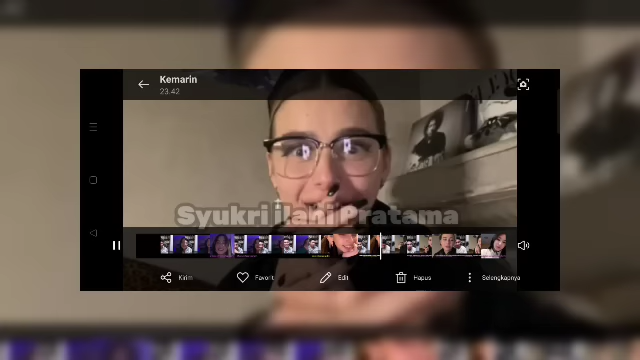 Kemarin
23.42
Syukri ilahi Pratama
Kirim
Favorit
Edit
Hapus
Selengkapnya